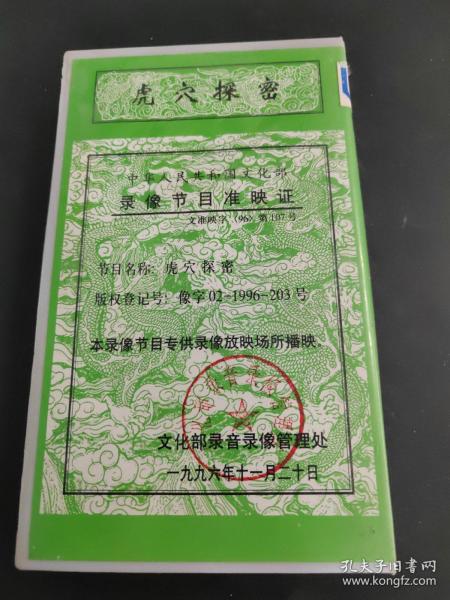 虎穴探密
中华人民共和国文化部
录像节目准映证
文准映字（96）第107号
节目名称：虎穴探密
版权登记号：像字02-1996-203号
本录像节目专供录像放映场所播映.
文化部录音录像管理处
一九九六年十一月二十日
孔夫子旧书网
www.kongfz.com